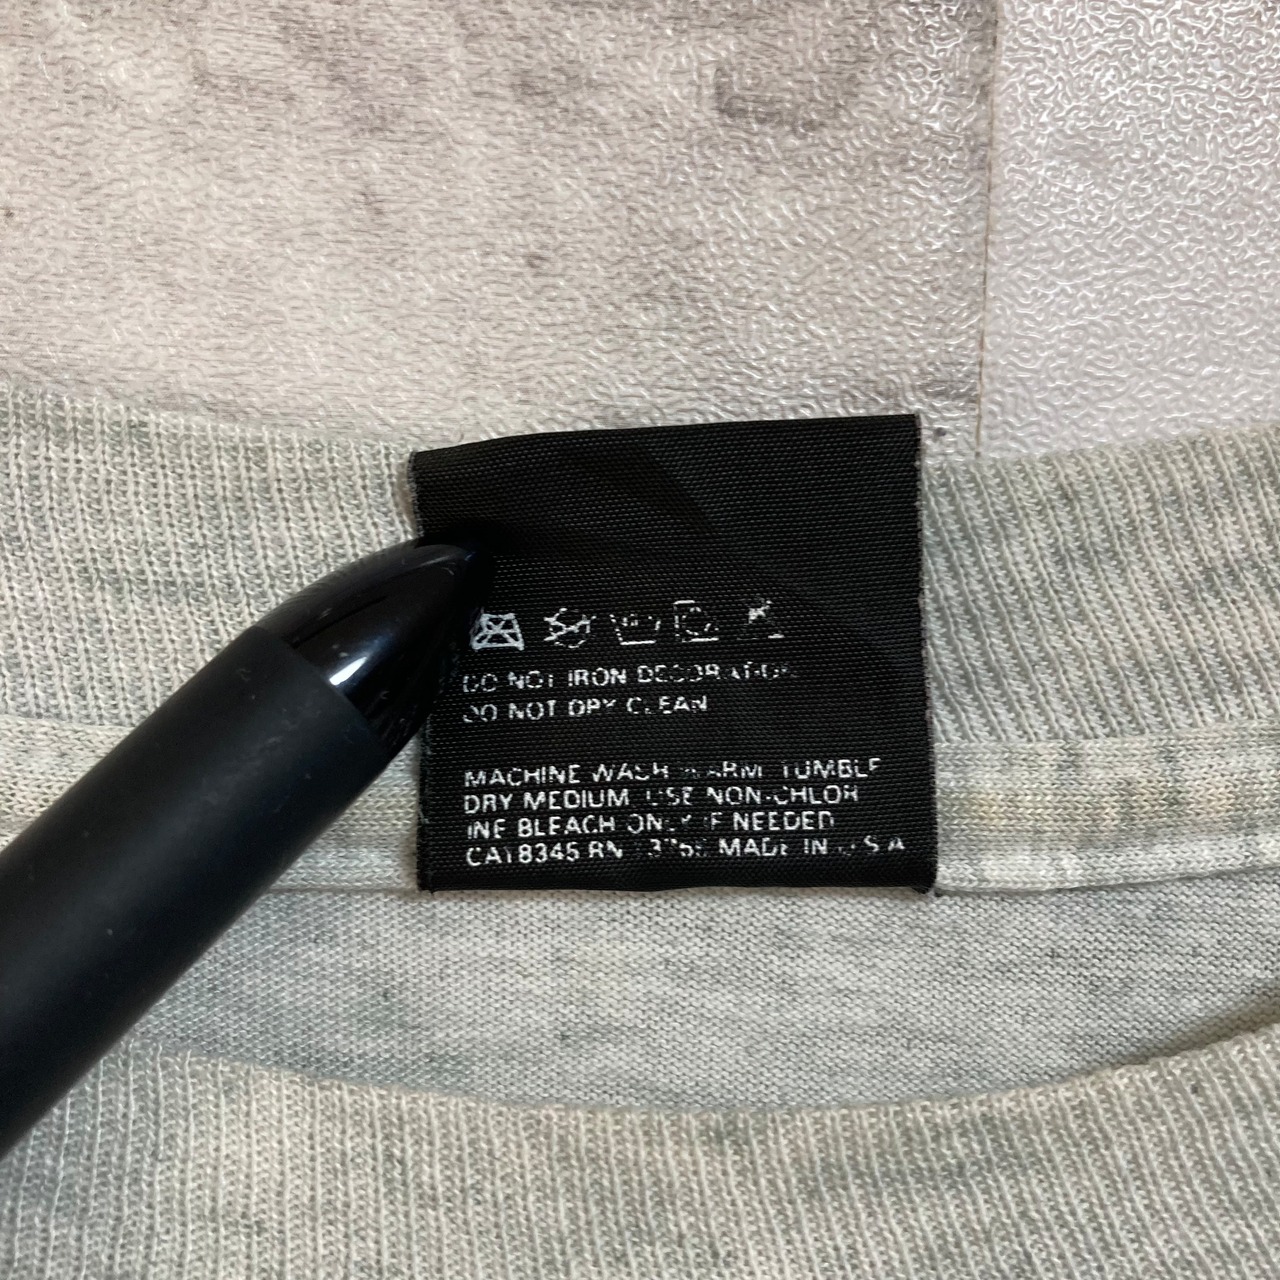 DO NOT IRON DECORATION
DO NOT DRY CLEAN
MACHINE WASH WARM TUMBLE
DRY MEDIUM USE NON-CHLOR
INE BLEACH ONLY IF NEEDED
CA18345 RN MADE IN U.S.A